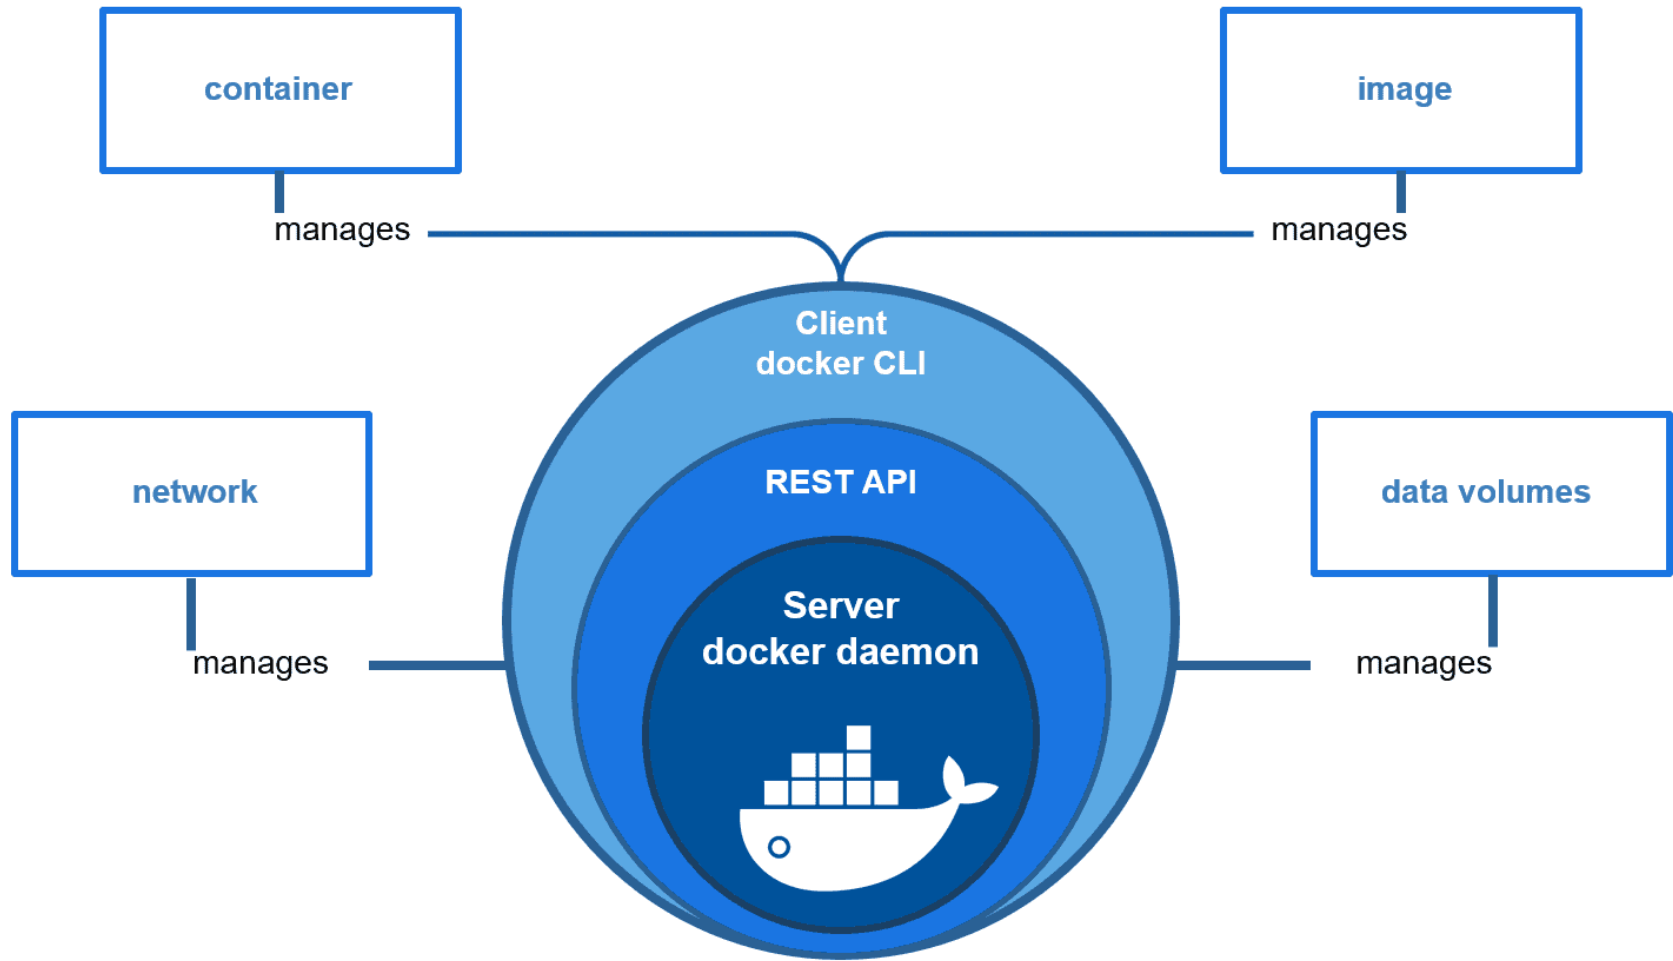 container
image
manages
manages
Client
docker CLI
network
REST API
data volumes
Server
docker daemon
manages
manages